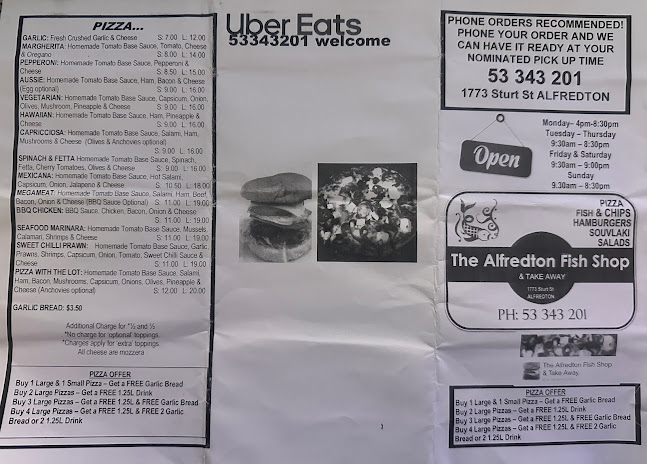 PIZZA...
GARLIC: Fresh Crushed Garlic & Cheese S: 7.00 L: 12.00
MARGHERITA: Homemade Tomato Base Sauce, Tomato, Cheese
& Oregano S: 8.00 L: 14.00
PEPPERONI: Homemade Tomato Base Sauce, Pepperoni &
Cheese S: 8.50 L: 15.00
AUSSIE: Homemade Tomato Base Sauce, Ham, Bacon & Cheese
(Egg optional) S: 9.00 L: 16.00
VEGETARIAN: Homemade Tomato Base Sauce, Capsicum, Onion,
Olives, Mushroom, Pineapple & Cheese S: 9.00 L: 16.00
HAWAIIAN: Homemade Tomato Base Sauce, Ham, Pineapple &
Cheese S: 9.00 L: 16.00
CAPRICCIOSA: Homemade Tomato Base Sauce, Salami, Ham,
Mushrooms & Cheese (Olives & Anchovies optional)
S: 9.00 L: 16.00
SPINACH & FETTA: Homemade Tomato Base Sauce, Spinach,
Fetta, Cherry Tomatoes, Olives & Cheese S: 9.00 L: 16.00
MEXICANA: Homemade Tomato Base Sauce, Hot Salami,
Capsicum, Onion, Jalapeno & Cheese S: 10.50 L: 18.00
MEGAMEAT: Homemade Tomato Base Sauce, Salami, Ham, Beef,
Bacon, Onion & Cheese (BBQ Sauce Optional) S: 11.00 L: 19.00
BBQ CHICKEN: BBQ Sauce, Chicken, Bacon, Onion & Cheese
S: 11.00 L: 19.00
SEAFOOD MARINARA: Homemade Tomato Base Sauce, Mussels,
Calamari, Shrimps & Cheese S: 11.00 L: 19.00
SWEET CHILLI PRAWN: Homemade Tomato Base Sauce, Garlic
Prawns, Shrimps, Capsicum, Onion, Tomato, Sweet Chilli Sauce &
Cheese S: 11.00 L: 19.00
PIZZA WITH THE LOT: Homemade Tomato Base Sauce, Salami,
Ham, Bacon, Mushrooms, Capsicum, Onions, Olives, Pineapple &
Cheese (Anchovies optional) S: 12.00 L: 20.00
GARLIC BREAD: $3.50
Additional Charge for "½ and ½
*No charge for 'optional' toppings.
*Charges apply for 'extra' toppings.
All cheese are mozzera
PIZZA OFFER
Buy 1 Large & 1 Small Pizza – Get a FREE Garlic Bread
Buy 2 Large Pizzas – Get a FREE 1.25L Drink
Buy 3 Large Pizzas – Get a FREE 1.25L & FREE Garlic Bread
Buy 4 Large Pizzas – Get a FREE 1.25L & FREE 2 Garlic
Bread or 2 1.25L Drink
Uber Eats
53343201 welcome
PHONE ORDERS RECOMMENDED!
PHONE YOUR ORDER AND WE
CAN HAVE IT READY AT YOUR
NOMINATED PICK UP TIME
53 343 201
1773 Sturt St ALFREDTON
Open
Monday– 4pm-8:30pm
Tuesday – Thursday
9:30am – 8:30pm
Friday & Saturday
9:30am – 9:00pm
Sunday
9.30am – 8:30pm
PIZZA
FISH & CHIPS
HAMBURGERS
SOUVLAKI
SALADS
The Alfredton Fish Shop
& TAKE AWAY
1773 Sturt St
ALFREDTON
PH: 53 343 201
The Alfredton Fish Shop
& Take Away.
PIZZA OFFER
Buy 1 Large & 1 Small Pizza – Get a FREE Garlic Bread
Buy 2 Large Pizzas – Get a FREE 1.25L Drink
Buy 3 Large Pizzas – Get a FREE 1.25L & FREE Garlic Bread
Buy 4 Large Pizzas – Get a FREE 1.25L & FREE 2 Garlic
Bread or 2 1.25L Drink